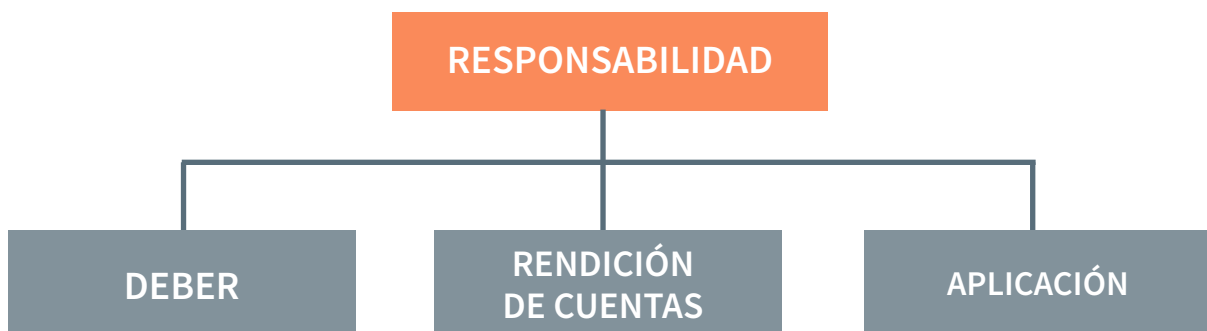 RESPONSABILIDAD
DEBER
RENDICIÓN
DE CUENTAS
APLICACIÓN